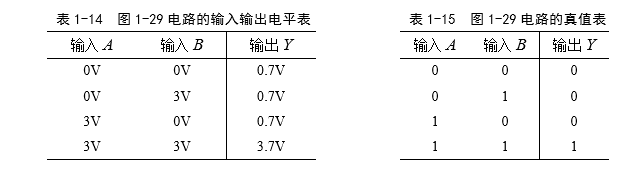 表 1-14 图 1-29 电路的输入输出电平表
输入 A 输入 B 输出 Y
0V 0V 0.7V
0V 3V 0.7V
3V 0V 0.7V
3V 3V 3.7V
表 1-15 图 1-29 电路的真值表
输入 A 输入 B 输出 Y
0 0 0
0 1 0
1 0 0
1 1 1